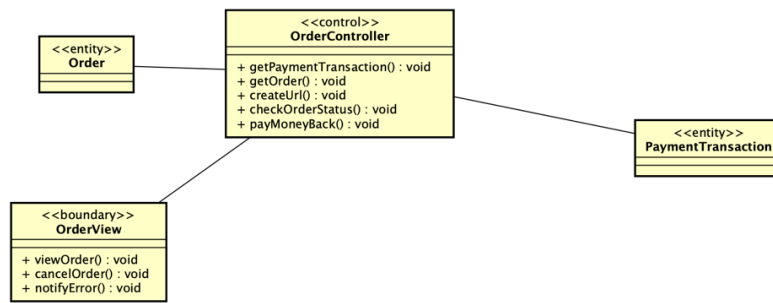 <<control>>
OrderController
+ getPaymentTransaction() : void
+ getOrder() : void
+ createUrl() : void
+ checkOrderStatus() : void
+ payMoneyBack() : void
<<entity>>
Order
<<entity>>
PaymentTransaction
<<boundary>>
OrderView
+ viewOrder() : void
+ cancelOrder() : void
+ notifyError() : void